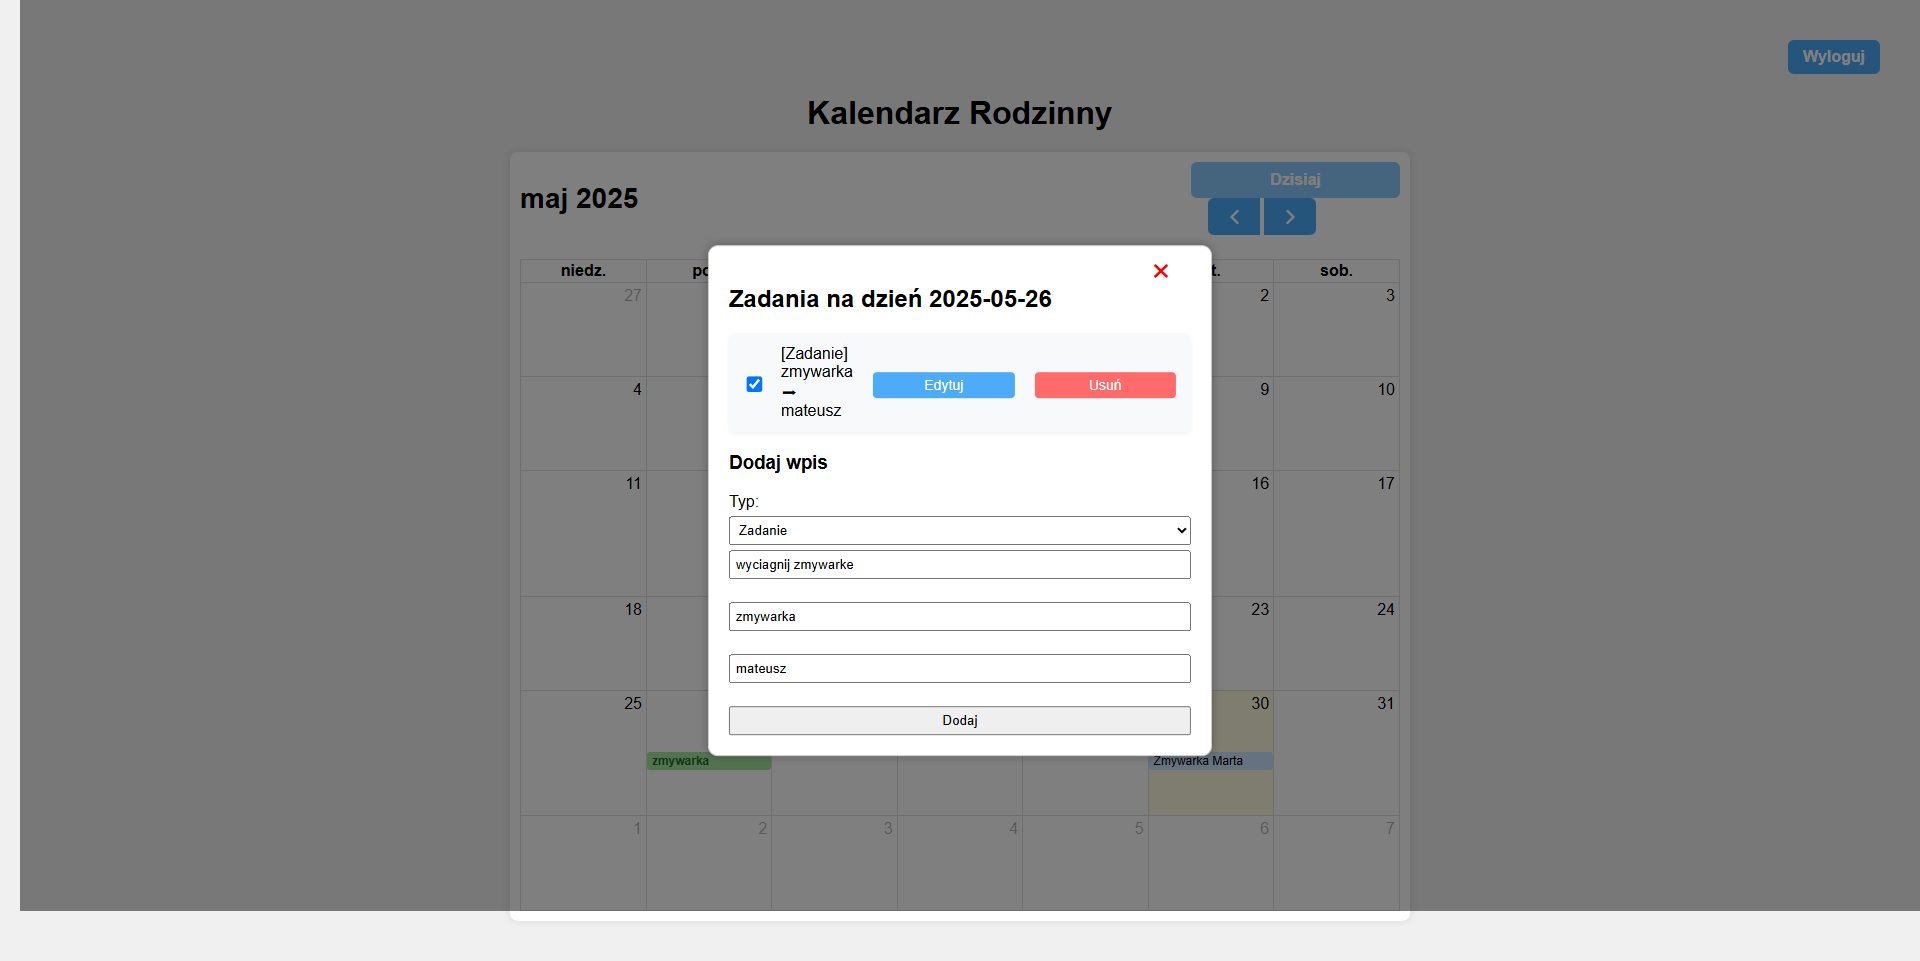 Wyloguj
Kalendarz Rodzinny
maj 2025
Dzisiaj
niedz.
sob.
27
2
3
4
9
10
11
16
17
18
23
24
25
30
31
zmywarka
Zmywarka Marta
1
2
3
4
5
6
7
Zadania na dzień 2025-05-26
[Zadanie]
zmywarka
➞
mateusz
Edytuj
Usuń
Dodaj wpis
Typ:
Zadanie
wyciagnij zmywarke
zmywarka
mateusz
Dodaj